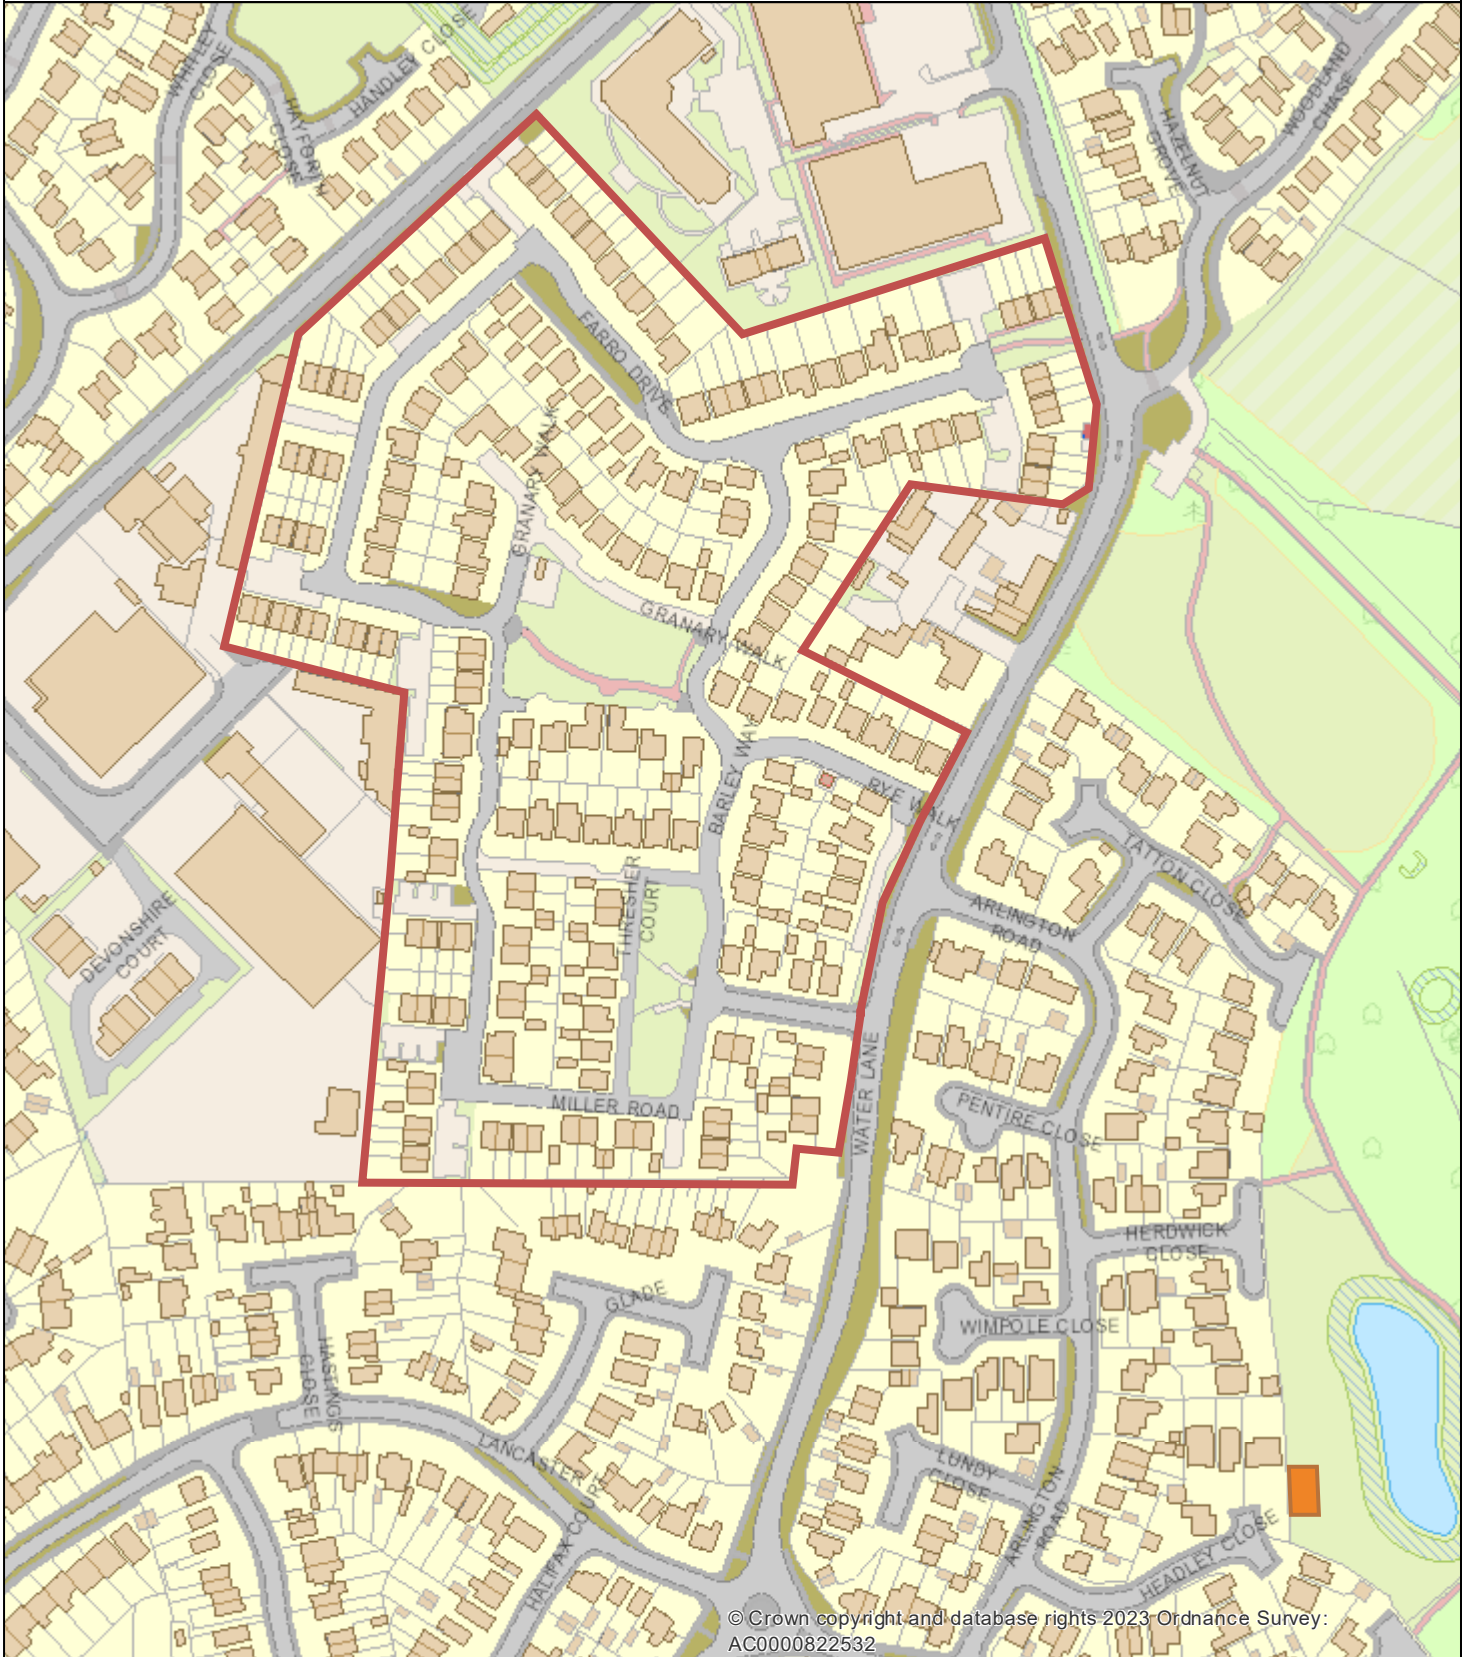 WHITLEY
CLOSE
HANDLEY CLOSE
HAYFORTH
CLOSE
WOODLAND
CHASE
HAZELNUT
GROVE
FARRO DRIVE
GRANARY WALK
GRANARY WALK
BARLEY WAY
RYE WALK
TATTON CLOSE
THRESHER
COURT
DEVONSHIRE
COURT
ARLINGTON
ROAD
WATER LANE
MILLER ROAD
PENTIRE CLOSE
HERDWICK
CLOSE
GLADE
WIMPOLE CLOSE
HASTINGS
CLOSE
LANCASTER
LUNDY
CLOSE
HALIFAX COURT
ARLINGTON
ROAD
HEADLEY CLOSE
© Crown copyright and database rights 2023 Ordnance Survey:
AC0000822532